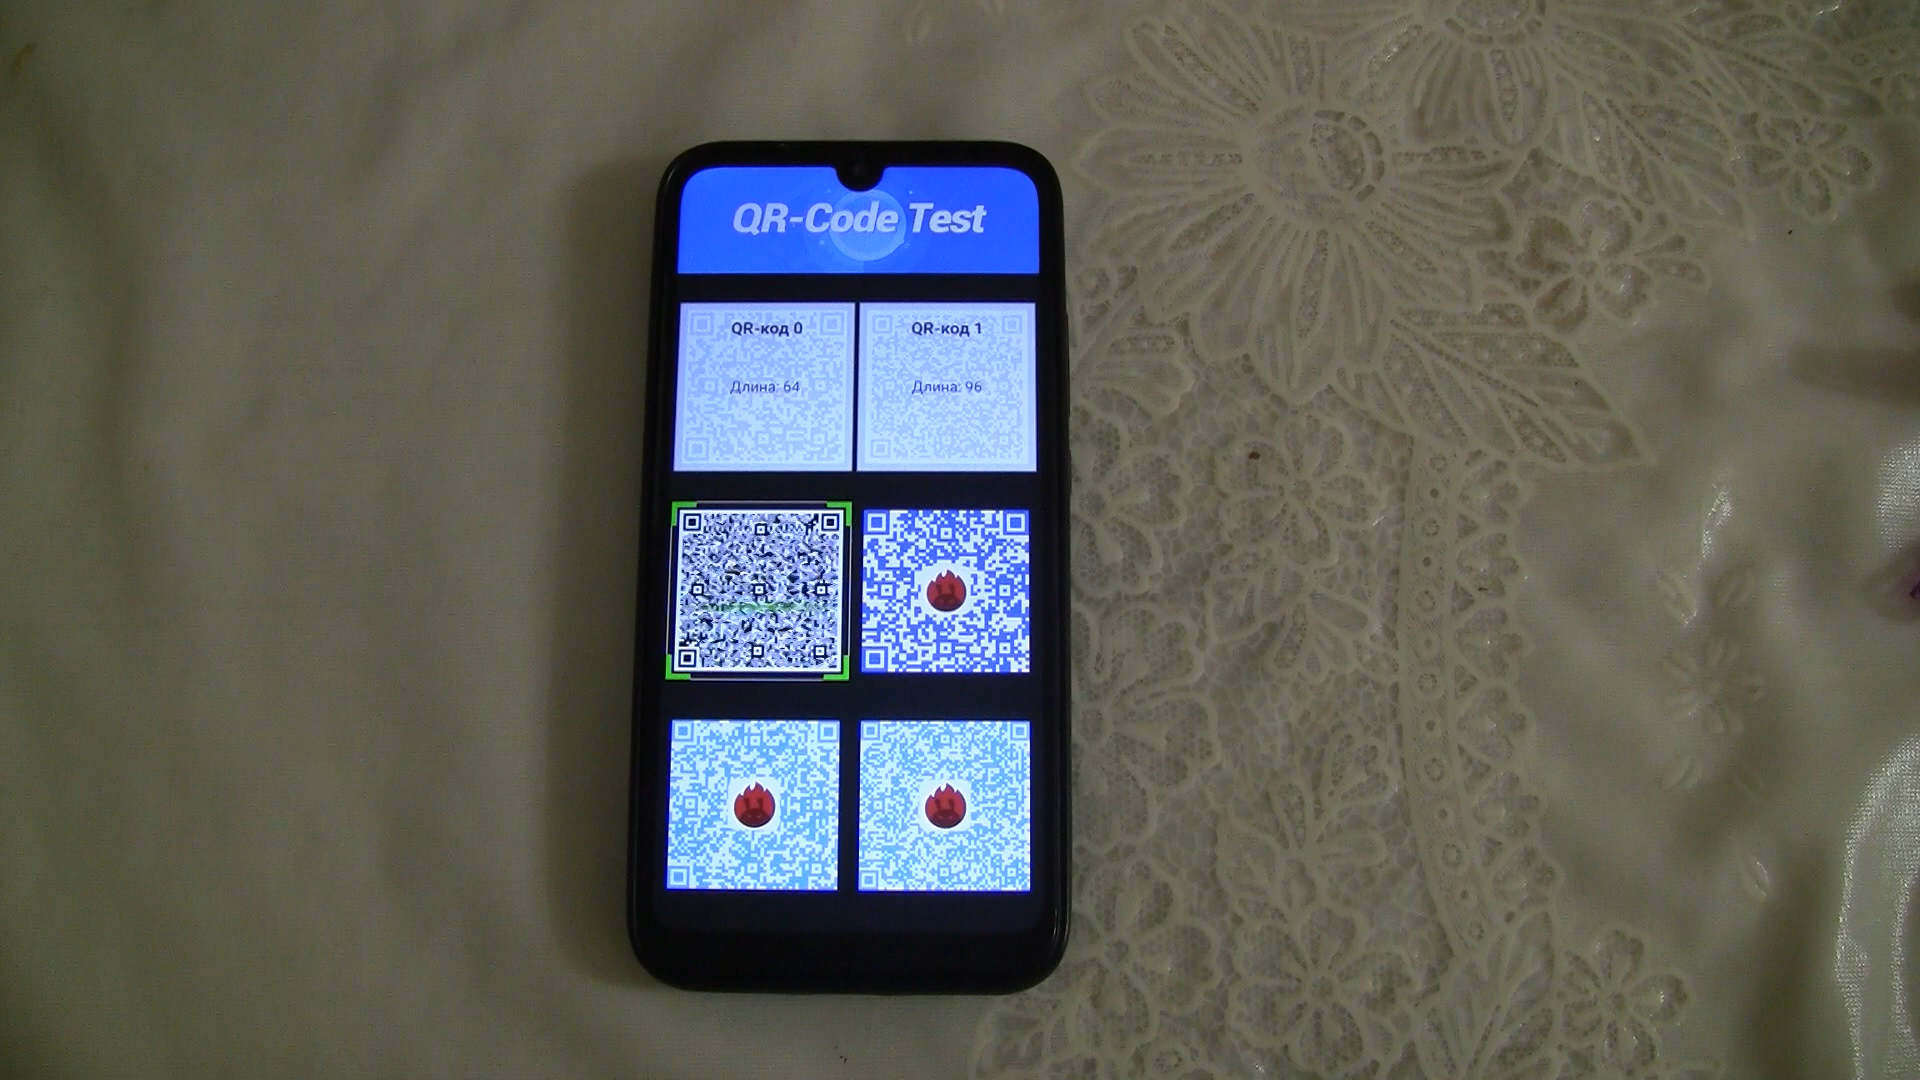 QR-Code Test
QR-код 0
Длина: 64
QR-код 1
Длина: 96